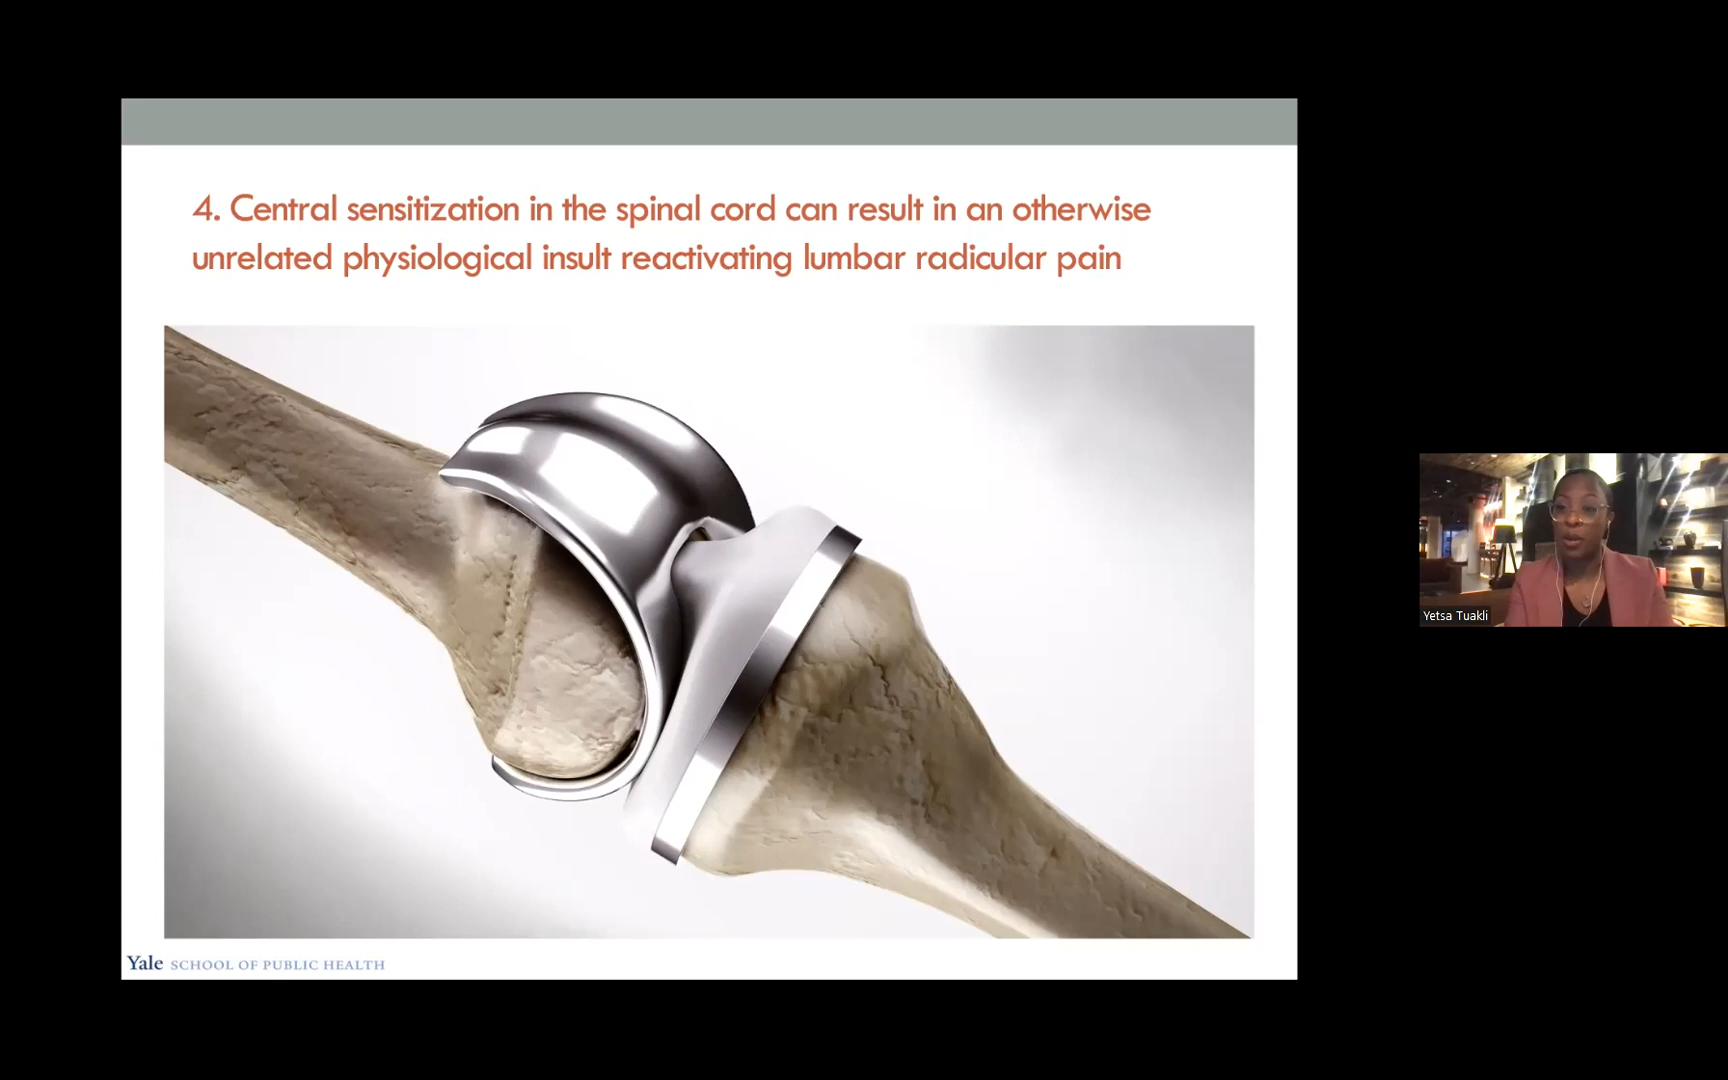 4. Central sensitization in the spinal cord can result in an otherwise
unrelated physiological insult reactivating lumbar radicular pain
Yale SCHOOL OF PUBLIC HEALTH
Yetsa Tuakli